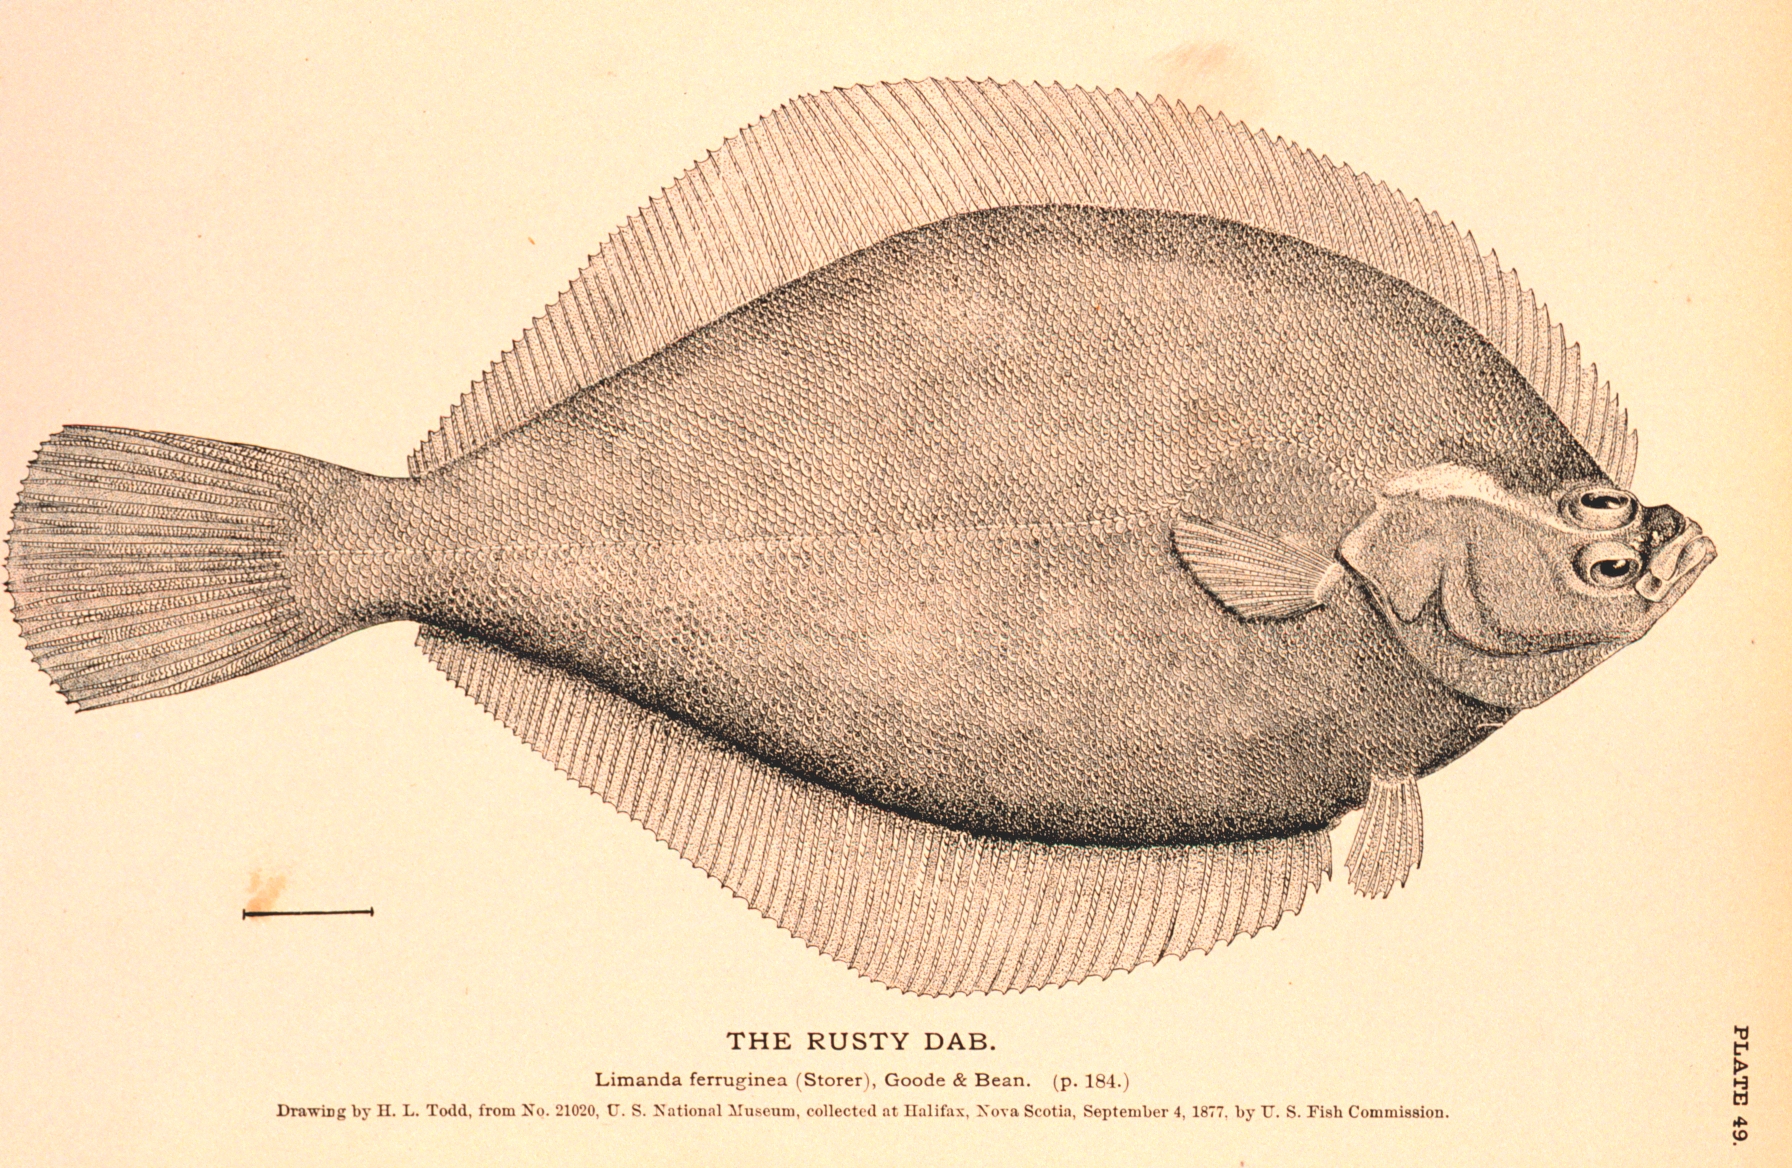 THE RUSTY DAB.
Limanda ferruginea (Storer), Goode & Bean. (p. 184.)
Drawing by H. L. Todd, from No. 21020, U. S. National Museum, collected at Halifax, Nova Scotia, September 4, 1877, by U. S. Fish Commission.
PLATE 49.